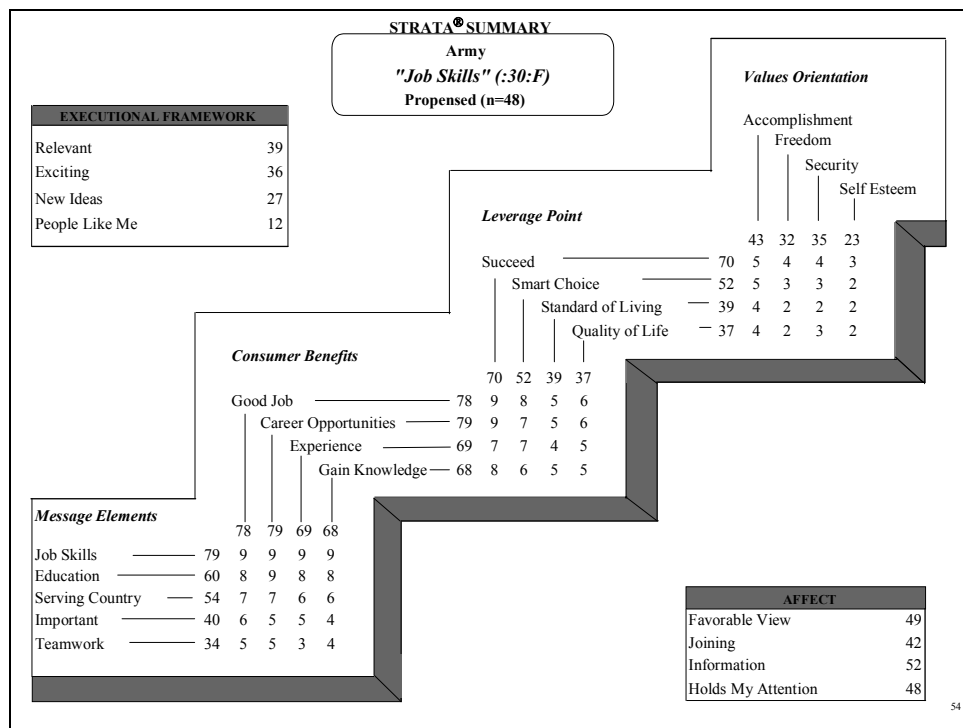 STRATA® SUMMARY
Army
"Job Skills" (:30:F)
Propensed (n=48)
EXECUTIONAL FRAMEWORK
Relevant 39
Exciting 36
New Ideas 27
People Like Me 12
Values Orientation
Accomplishment
Freedom
Security
Self Esteem
Leverage Point
43 32 35 23
Succeed 70 5 4 4 3
Smart Choice 52 5 3 3 2
Standard of Living 39 4 2 2 2
Quality of Life 37 4 2 3 2
Consumer Benefits
70 52 39 37
Good Job 78 9 8 5 6
Career Opportunities 79 9 7 5 6
Experience 69 7 7 4 5
Gain Knowledge 68 8 6 5 5
Message Elements
78 79 69 68
Job Skills 79 9 9 9 9
Education 60 8 9 8 8
Serving Country 54 7 7 6 6
Important 40 6 5 5 4
Teamwork 34 5 5 3 4
AFFECT
Favorable View 49
Joining 42
Information 52
Holds My Attention 48
54